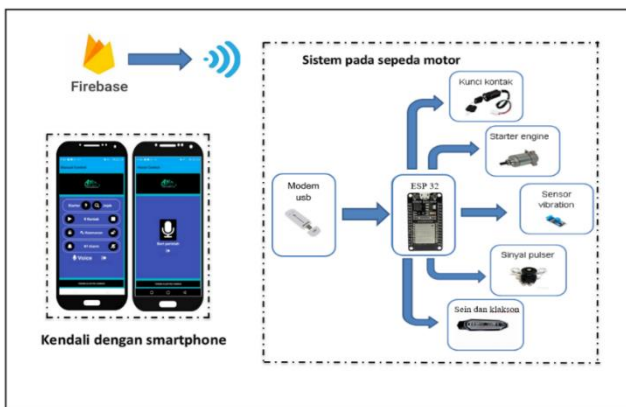 Firebase
Sistem pada sepeda motor
Kunci kontak
Starter engine
Modem
usb
ESP 32
Sensor
vibration
Sinyal pulser
Sein dan klakson
Voice
Kendali dengan smartphone